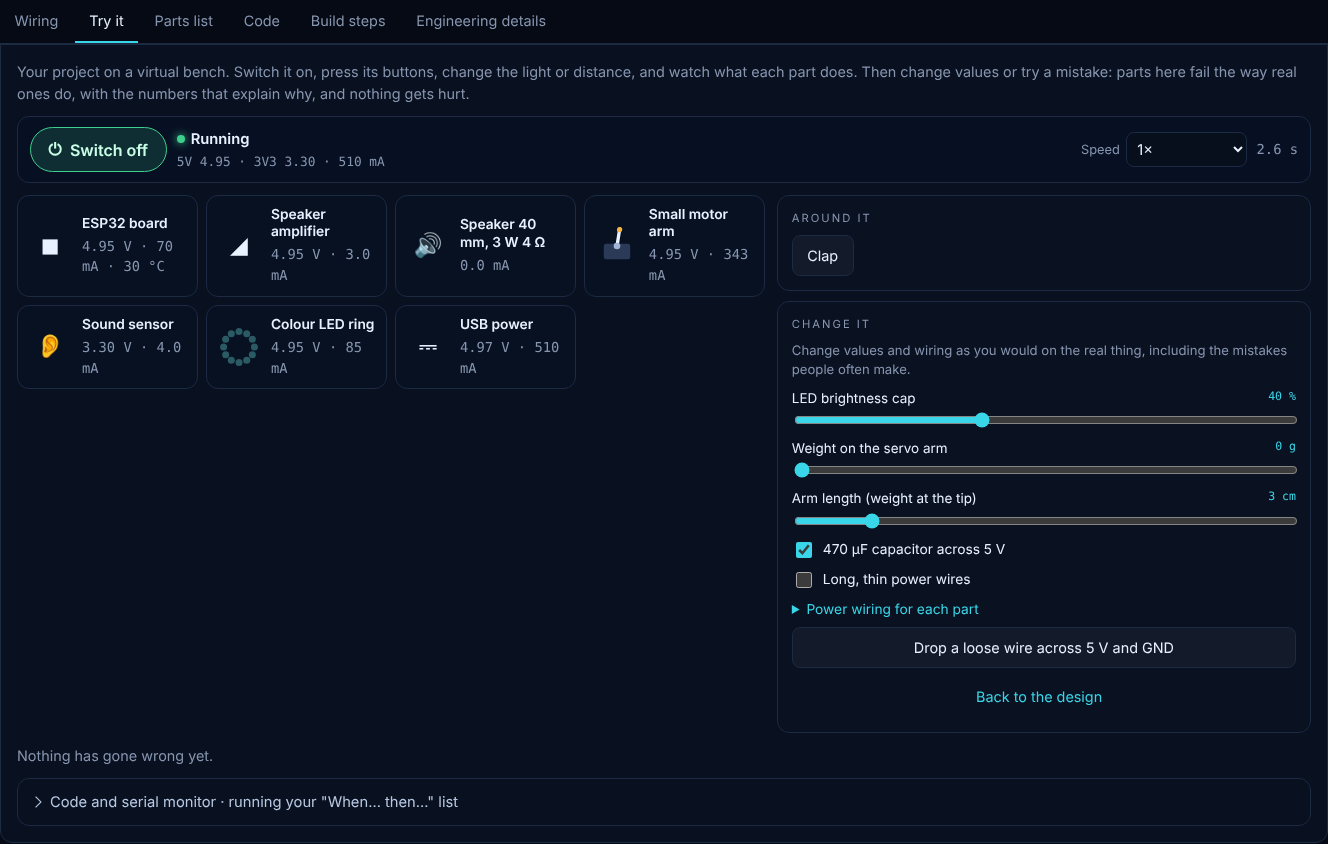 Wiring Try it Parts list Code Build steps Engineering details
Your project on a virtual bench. Switch it on, press its buttons, change the light or distance, and watch what each part does. Then change values or try a mistake: parts here fail the way real
ones do, with the numbers that explain why, and nothing gets hurt.
Switch off
Running
5V 4.95 · 3V3 3.30 · 510 mA
Speed 1× 2.6 s
ESP32 board
4.95 V · 70
mA · 30 °C
Speaker
amplifier
4.95 V · 3.0
mA
Speaker 40
mm, 3 W 4 Ω
0.0 mA
Small motor
arm
4.95 V · 343
mA
Sound sensor
3.30 V · 4.0
mA
Colour LED ring
4.95 V · 85
mA
USB power
4.97 V · 510
mA
AROUND IT
Clap
CHANGE IT
Change values and wiring as you would on the real thing, including the mistakes
people often make.
LED brightness cap 40 %
Weight on the servo arm 0 g
Arm length (weight at the tip) 3 cm
470 µF capacitor across 5 V
Long, thin power wires
Power wiring for each part
Drop a loose wire across 5 V and GND
Back to the design
Nothing has gone wrong yet.
Code and serial monitor · running your "When... then..." list